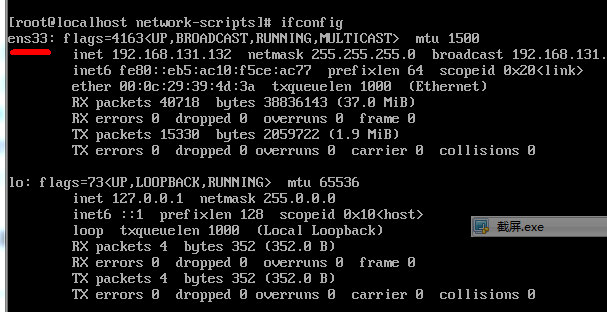 [root@localhost network-scripts]# ifconfig
ens33: flags=4163<UP,BROADCAST,RUNNING,MULTICAST>  mtu 1500
        inet 192.168.131.132  netmask 255.255.255.0  broadcast 192.168.131.
        inet6 fe80::eb5:ac10:f5ce:ac77  prefixlen 64  scopeid 0x20<link>
        ether 00:0c:29:39:4d:3a  txqueuelen 1000  (Ethernet)
        RX packets 40718  bytes 38836143 (37.0 MiB)
        RX errors 0  dropped 0  overruns 0  frame 0
        TX packets 15330  bytes 2059722 (1.9 MiB)
        TX errors 0  dropped 0 overruns 0  carrier 0  collisions 0

lo: flags=73<UP,LOOPBACK,RUNNING>  mtu 65536
        inet 127.0.0.1  netmask 255.0.0.0
        inet6 ::1  prefixlen 128  scopeid 0x10<host>
        loop  txqueuelen 1000  (Local Loopback)
        RX packets 4  bytes 352 (352.0 B)
        RX errors 0  dropped 0  overruns 0  frame 0
        TX packets 4  bytes 352 (352.0 B)
        TX errors 0  dropped 0 overruns 0  carrier 0  collisions 0
截屏.exe